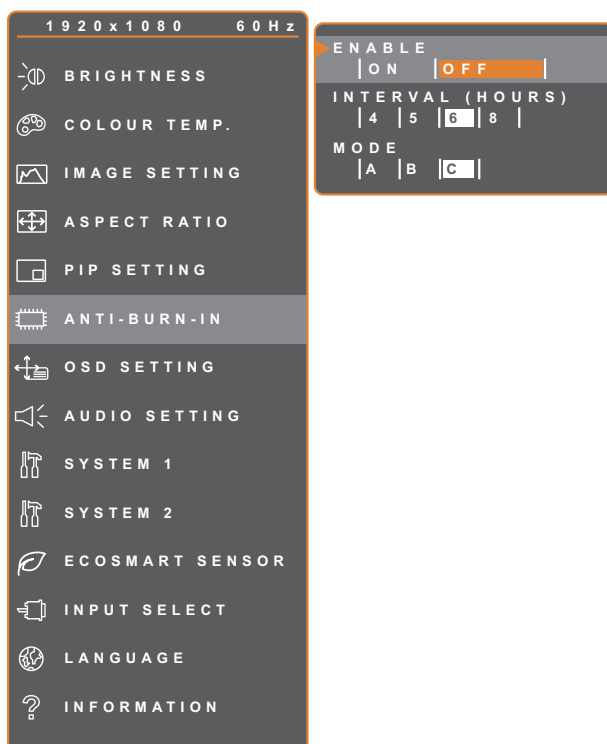 1920x1080 60Hz
BRIGHTNESS
COLOUR TEMP.
IMAGE SETTING
ASPECT RATIO
PIP SETTING
ANTI-BURN-IN
OSD SETTING
AUDIO SETTING
SYSTEM 1
SYSTEM 2
ECOSMART SENSOR
INPUT SELECT
LANGUAGE
INFORMATION
ENABLE
ON OFF
INTERVAL (HOURS)
4 5 6 8
MODE
A B C